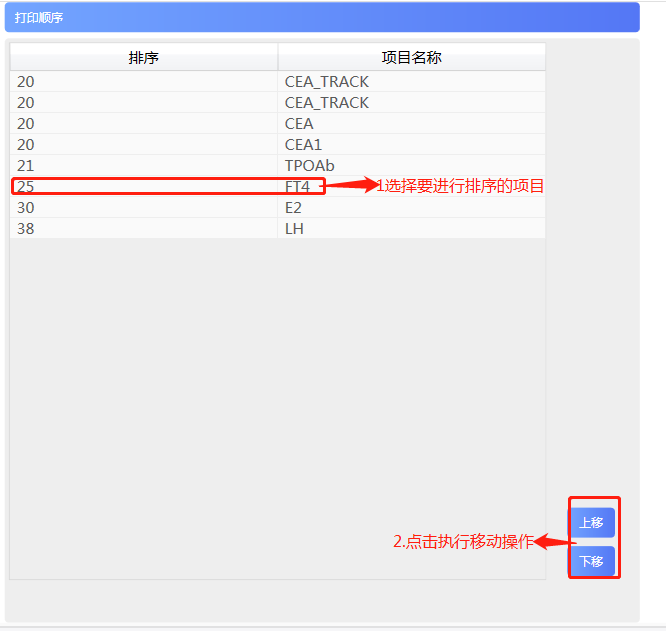 打印顺序
排序 项目名称
20 CEA_TRACK
20 CEA_TRACK
20 CEA
20 CEA1
21 TPOAb
25 FT4 1选择要进行排序的项目
30 E2
38 LH
上移
2.点击执行移动操作
下移